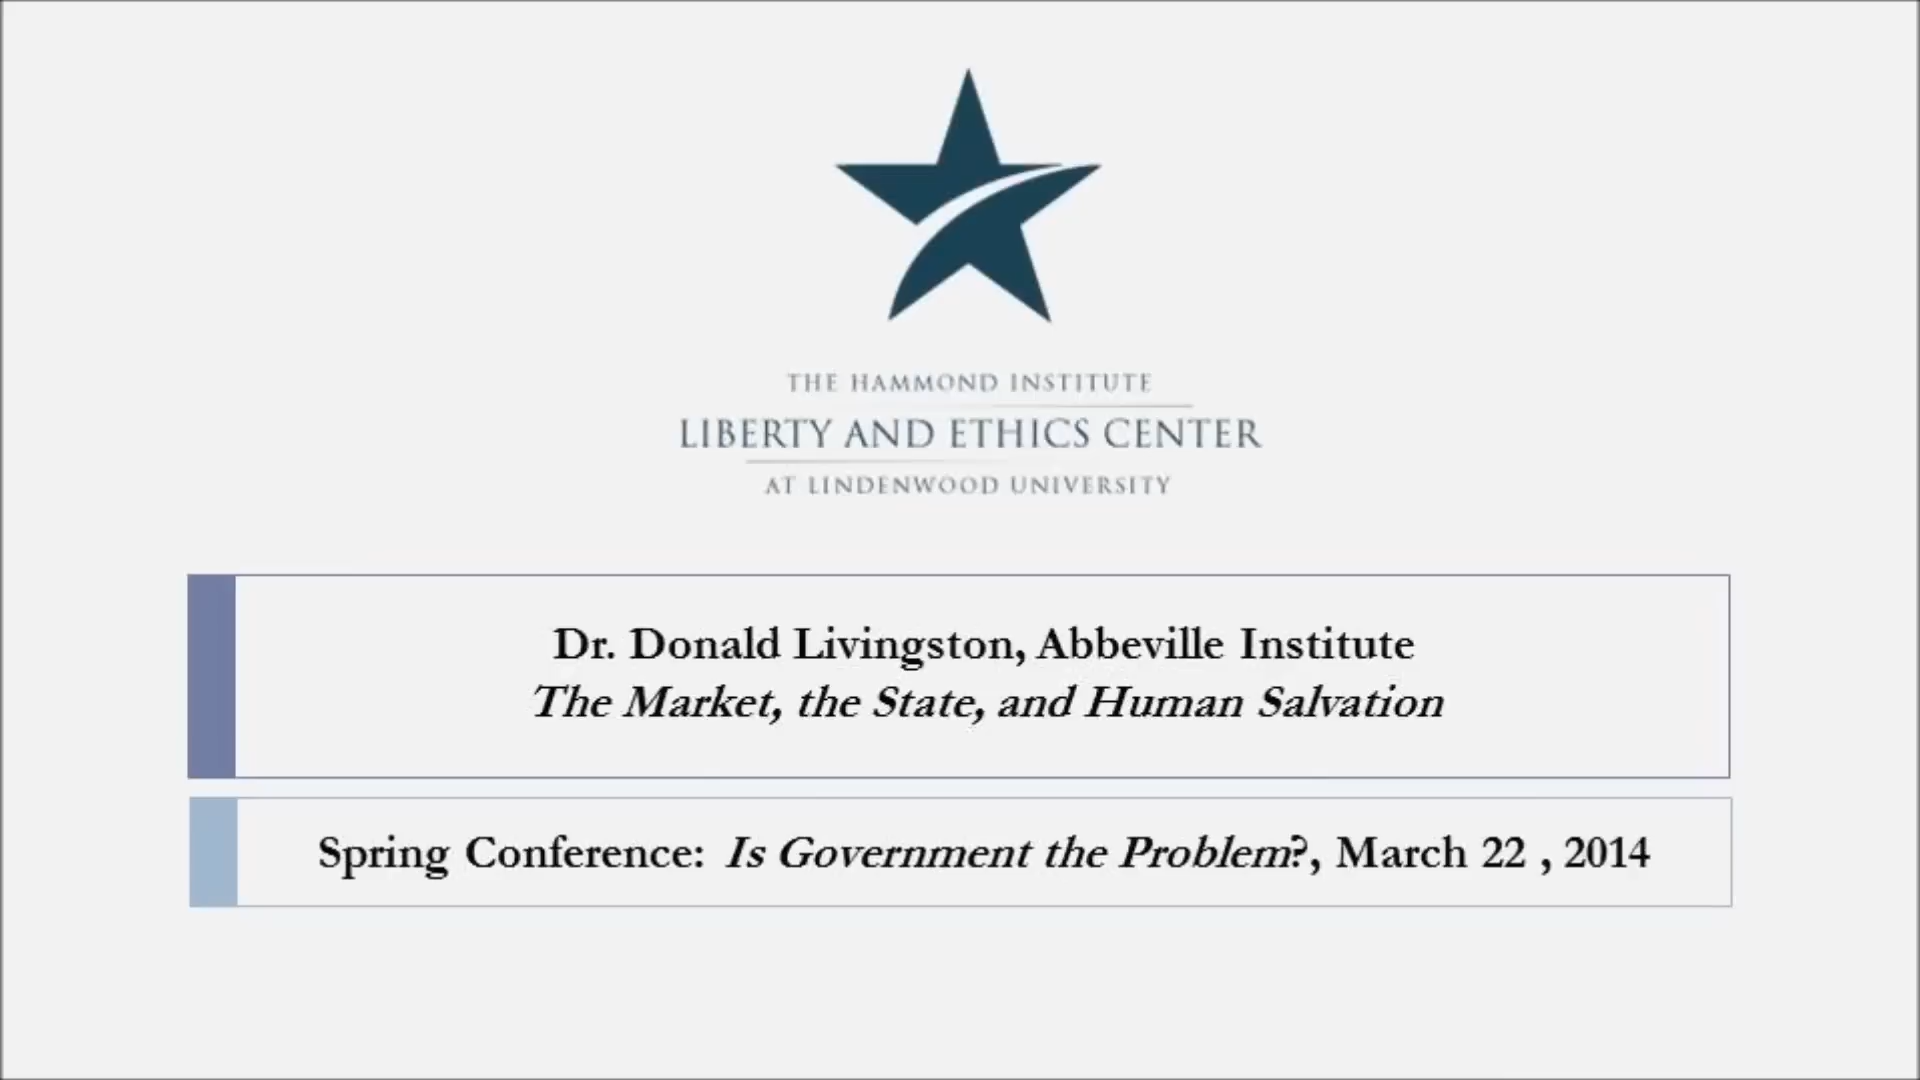 THE HAMMOND INSTITUTE
LIBERTY AND ETHICS CENTER
AT LINDENWOOD UNIVERSITY
Dr. Donald Livingston, Abbeville Institute
The Market, the State, and Human Salvation
Spring Conference: Is Government the Problem?, March 22 , 2014